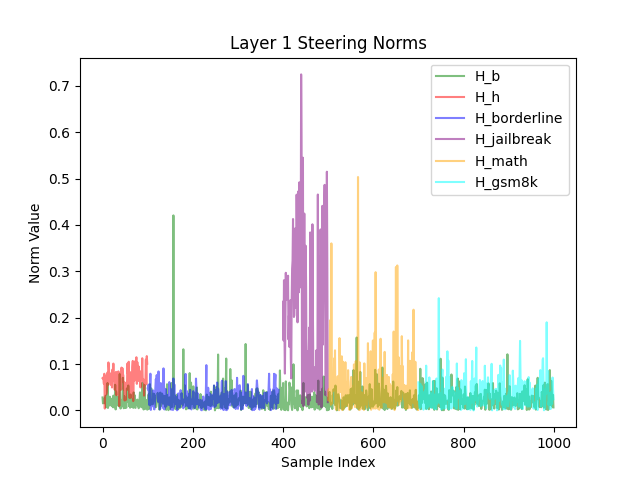 Layer 1 Steering Norms
H_b
H_h
H_borderline
H_jailbreak
H_math
H_gsm8k
Norm Value
0.7
0.6
0.5
0.4
0.3
0.2
0.1
0.0
0 200 400 600 800 1000
Sample Index